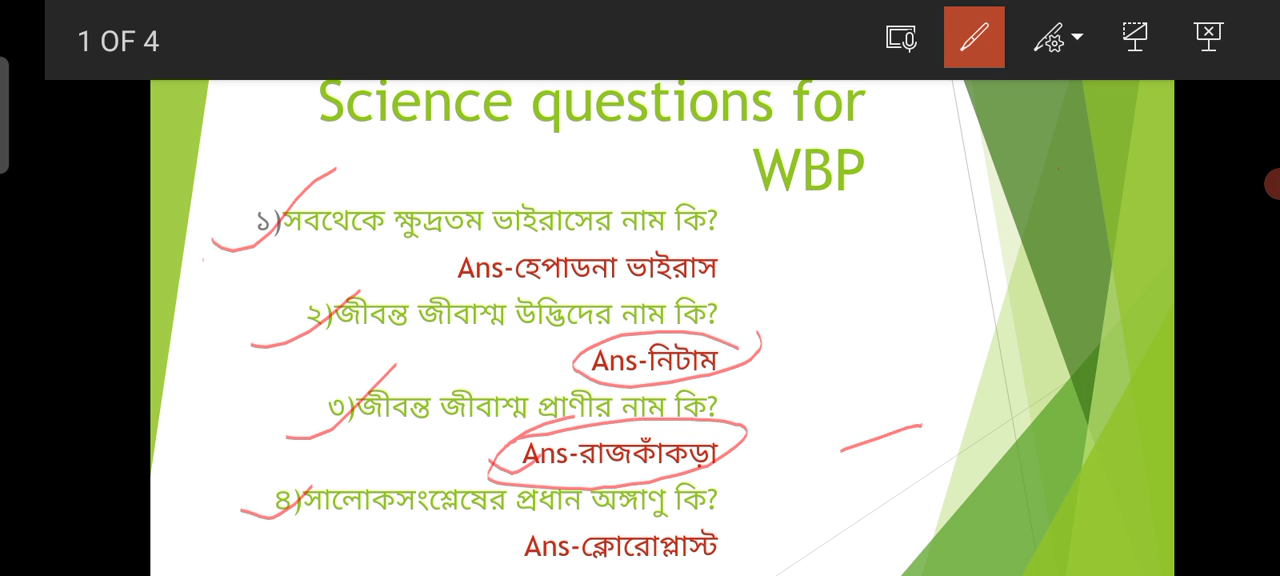 1 OF 4
Science questions for
WBP
১)সবথেকে ক্ষুদ্রতম ভাইরাসের নাম কি?
Ans-হেপাডনা ভাইরাস
২)জীবন্ত জীবাশ্ম উদ্ভিদের নাম কি?
Ans-নিটাম
৩)জীবন্ত জীবাশ্ম প্রাণীর নাম কি?
Ans-রাজকাঁকড়া
৪)সালোকসংশ্লেষের প্রধান অঙ্গাণু কি?
Ans-ক্লোরোপ্লাস্ট